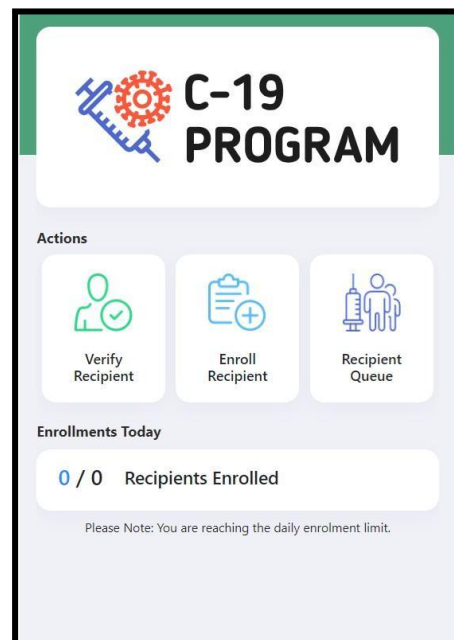 C-19
PROGRAM
Actions
Verify
Recipient
Enroll
Recipient
Recipient
Queue
Enrollments Today
0 / 0 Recipients Enrolled
Please Note: You are reaching the daily enrolment limit.